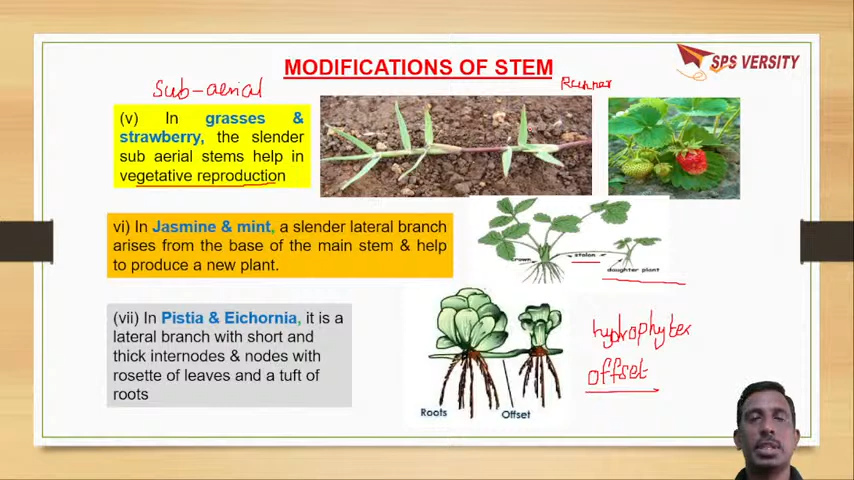 MODIFICATIONS OF STEM
SPS VERSITY
Sub-aerial
Runner
(v) In grasses &
strawberry, the slender
sub aerial stems help in
vegetative reproduction
vi) In Jasmine & mint, a slender lateral branch
arises from the base of the main stem & help
to produce a new plant.
crown
stolon
daughter plant
(vii) In Pistia & Eichornia, it is a
lateral branch with short and
thick internodes & nodes with
rosette of leaves and a tuft of
roots
hydrophytes
offset
Roots
Offset